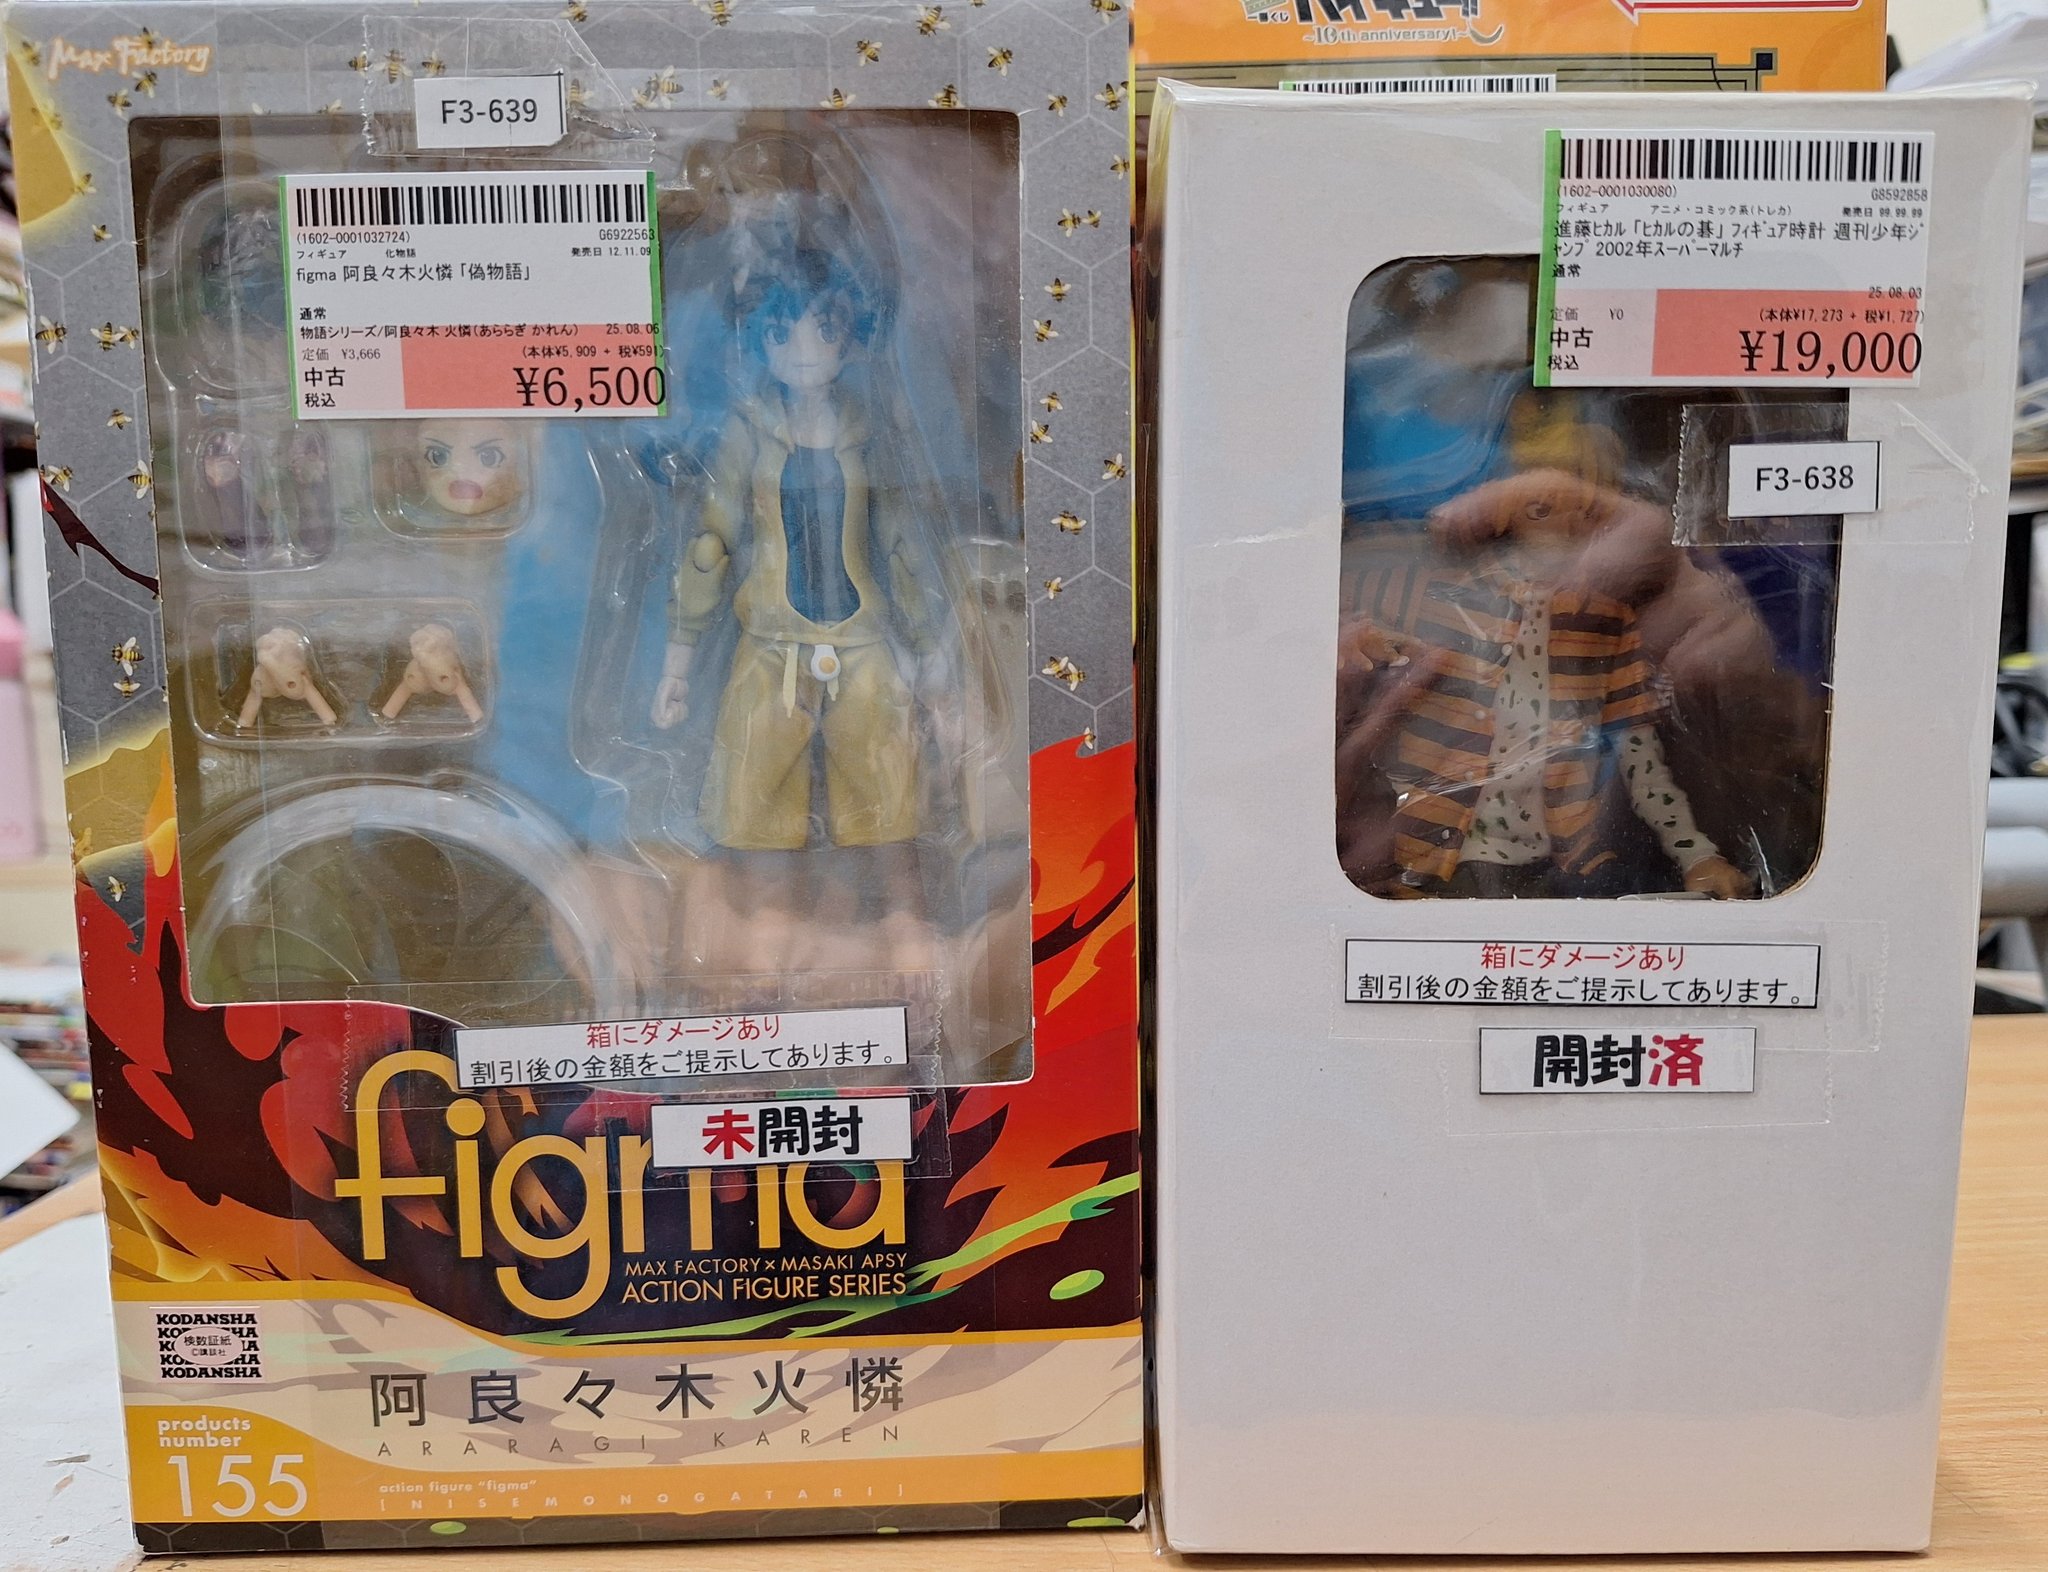 Max Factory
F3-639
(1602-0001032724)
G6922563
フィギュア 化物語
発売日 12.11.09
figma 阿良々木火憐「偽物語」
通常
物語シリーズ/阿良々木 火憐(あららぎ かれん) 25.08.06
定価 ¥3,666
(本体¥5,909 + 税¥591)
中古
税込
¥6,500
箱にダメージあり
割引後の金額をご提示してあります。
未開封
figma
MAX FACTORY × MASAKI APSY
ACTION FIGURE SERIES
KODANSHA
検数証紙
©講談社
KODANSHA
阿良々木火憐
ARARAGI KAREN
products
number
155
action figure "figma"
[NISEMONOGATARI]
~10th anniversary!~
(1602-0001030080)
G8592858
フィギュア アニメ・コミック系(トレカ)
発売日 99.99.99
進藤ヒカル「ヒカルの碁」フィギュア時計 週刊少年ジ
ャンプ 2002年スーパーマルチ
通常
25.08.03
定価 ¥0
(本体¥17,273 + 税¥1,727)
中古
税込
¥19,000
F3-638
箱にダメージあり
割引後の金額をご提示してあります。
開封済